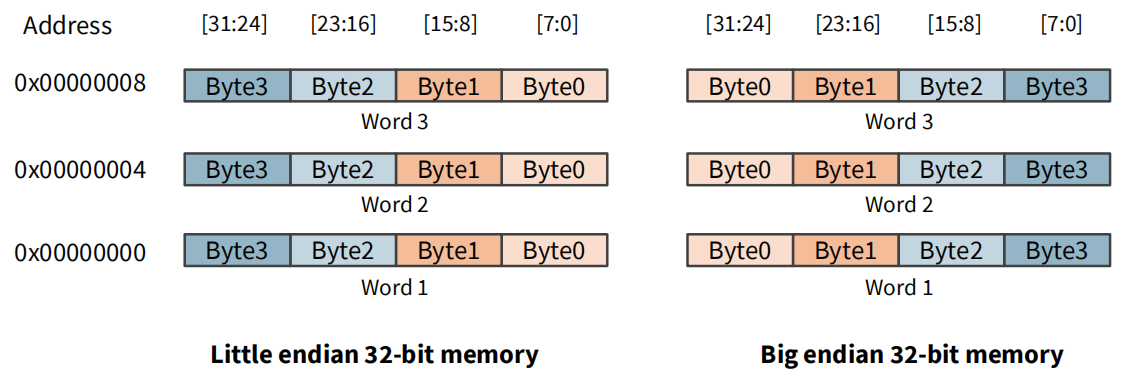 Address [31:24] [23:16] [15:8] [7:0] [31:24] [23:16] [15:8] [7:0]
0x00000008 Byte3 Byte2 Byte1 Byte0 Byte0 Byte1 Byte2 Byte3
Word 3 Word 3
0x00000004 Byte3 Byte2 Byte1 Byte0 Byte0 Byte1 Byte2 Byte3
Word 2 Word 2
0x00000000 Byte3 Byte2 Byte1 Byte0 Byte0 Byte1 Byte2 Byte3
Word 1 Word 1
Little endian 32-bit memory Big endian 32-bit memory